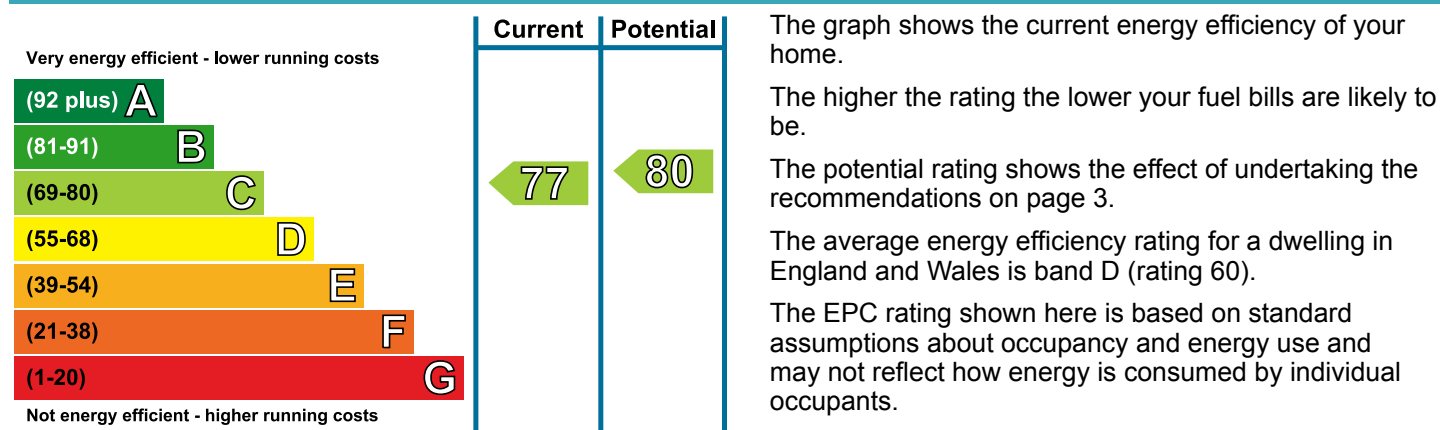 Current Potential
Very energy efficient - lower running costs
(92 plus) A
(81-91) B
(69-80) C
(55-68) D
(39-54) E
(21-38) F
(1-20) G
Not energy efficient - higher running costs
77 80
The graph shows the current energy efficiency of your
home.
The higher the rating the lower your fuel bills are likely to
be.
The potential rating shows the effect of undertaking the
recommendations on page 3.
The average energy efficiency rating for a dwelling in
England and Wales is band D (rating 60).
The EPC rating shown here is based on standard
assumptions about occupancy and energy use and
may not reflect how energy is consumed by individual
occupants.